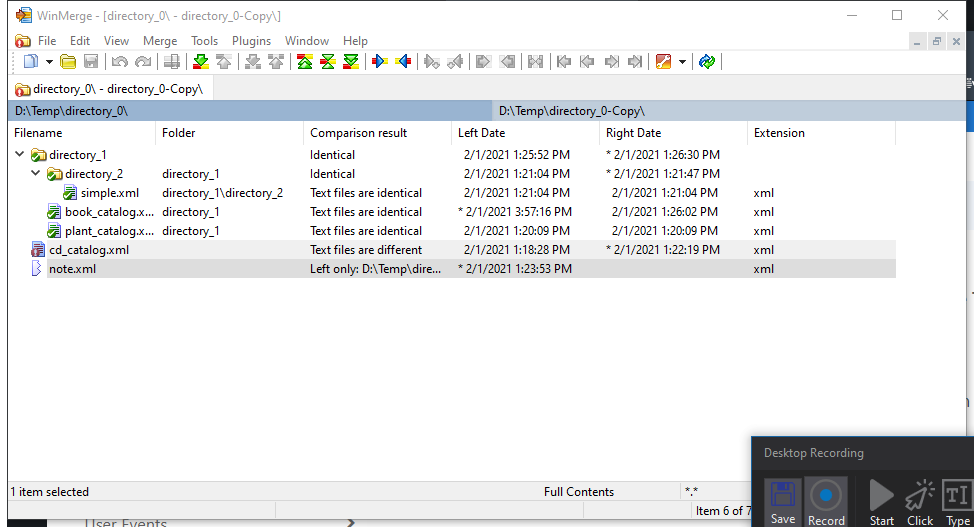 WinMerge - [directory_0\ - directory_0-Copy\]
File Edit View Merge Tools Plugins Window Help
directory_0\ - directory_0-Copy\
D:\Temp\directory_0\ D:\Temp\directory_0-Copy\
Filename Folder Comparison result Left Date Right Date Extension
directory_1 Identical 2/1/2021 1:25:52 PM * 2/1/2021 1:26:30 PM
directory_2 directory_1 Identical 2/1/2021 1:21:04 PM * 2/1/2021 1:21:47 PM
simple.xml directory_1\directory_2 Text files are identical 2/1/2021 1:21:04 PM 2/1/2021 1:21:04 PM xml
book_catalog.x... directory_1 Text files are identical * 2/1/2021 3:57:16 PM 2/1/2021 1:26:02 PM xml
plant_catalog.x... directory_1 Text files are identical 2/1/2021 1:20:09 PM 2/1/2021 1:20:09 PM xml
cd_catalog.xml Text files are different 2/1/2021 1:18:28 PM * 2/1/2021 1:22:19 PM xml
note.xml Left only: D:\Temp\dire... * 2/1/2021 1:23:53 PM xml
Desktop Recording
1 item selected Full Contents *.*
Item 6 of 7
Save Record Start Click Type
User Events